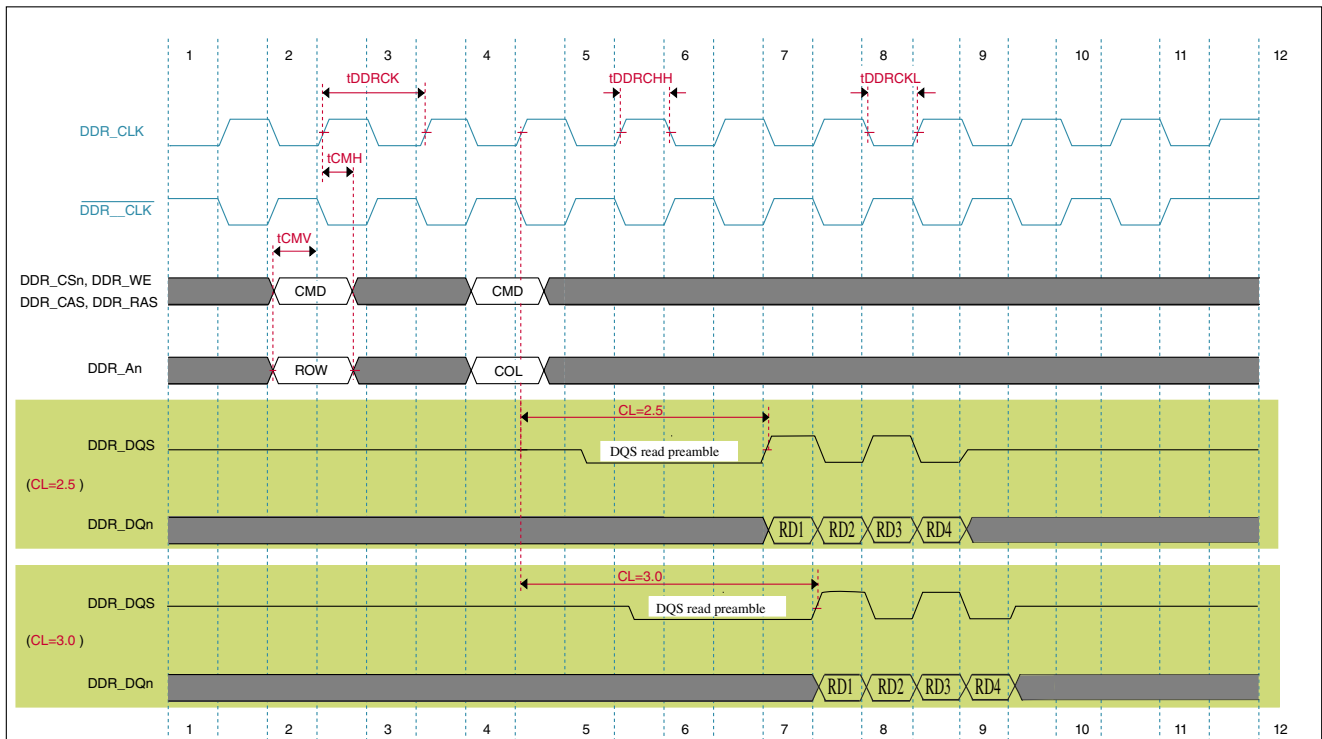 1 2 3 4 5 6 7 8 9 10 11 12
tDDRCK tDDRCHH tDDRCKL
DDR_CLK
tCMH
DDR__CLK
tCMV
DDR_CSn, DDR_WE
DDR_CAS, DDR_RAS
CMD CMD
DDR_An ROW COL
CL=2.5
DDR_DQS DQS read preamble
(CL=2.5 )
DDR_DQn RD1 RD2 RD3 RD4
CL=3.0
DDR_DQS DQS read preamble
(CL=3.0 )
DDR_DQn RD1 RD2 RD3 RD4
1 2 3 4 5 6 7 8 9 10 11 12